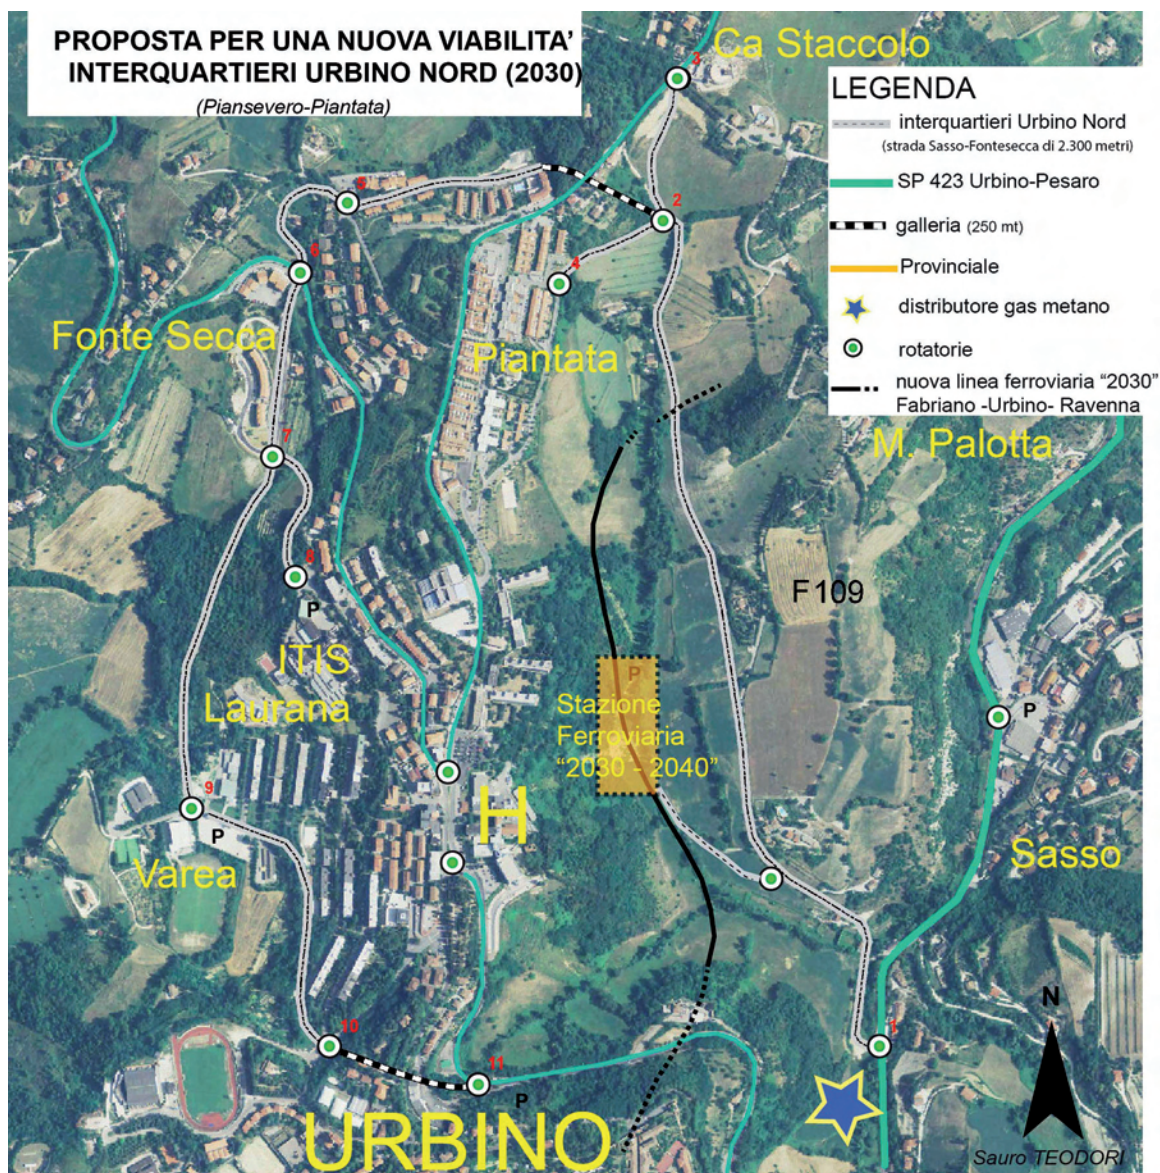 PROPOSTA PER UNA NUOVA VIABILITA'
INTERQUARTIERI URBINO NORD (2030)
(Piansevero-Piantata)
Ca Staccolo
LEGENDA
interquartieri Urbino Nord
(strada Sasso-Fontesecca di 2.300 metri)
SP 423 Urbino-Pesaro
galleria (250 mt)
Provinciale
distributore gas metano
rotatorie
nuova linea ferroviaria “2030”
Fabriano -Urbino- Ravenna
3
5
2
6
4
Fonte Secca
Piantata
M. Palotta
7
8
P
F 109
ITIS
Laurana
P
Stazione
Ferroviaria
“2030 - 2040”
P
9
P
H
Varea
Sasso
10
11
P
1
N
URBINO
Sauro TEODORI